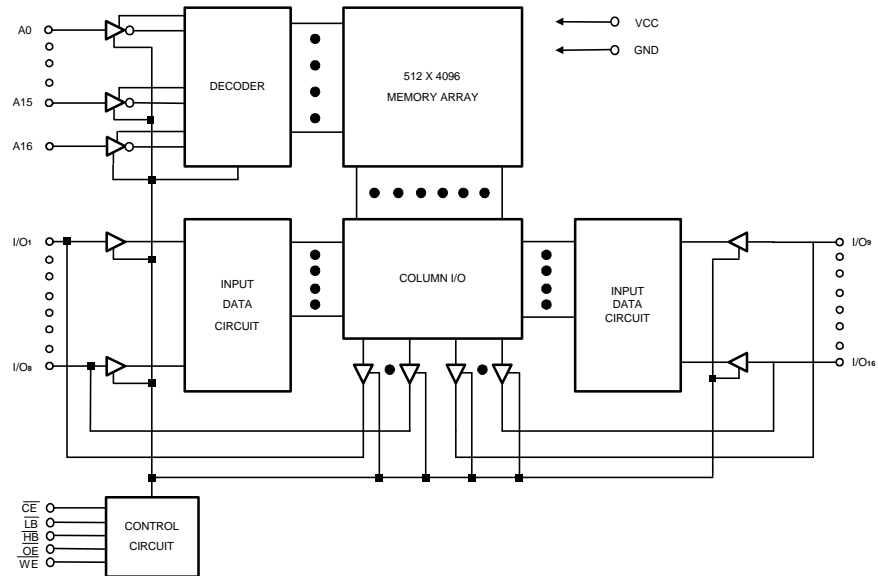 A0
A15
A16
DECODER
512 X 4096
MEMORY ARRAY
VCC
GND
I/O1
I/O8
INPUT
DATA
CIRCUIT
COLUMN I/O
INPUT
DATA
CIRCUIT
I/O9
I/O16
CE
LB
HB
OE
WE
CONTROL
CIRCUIT